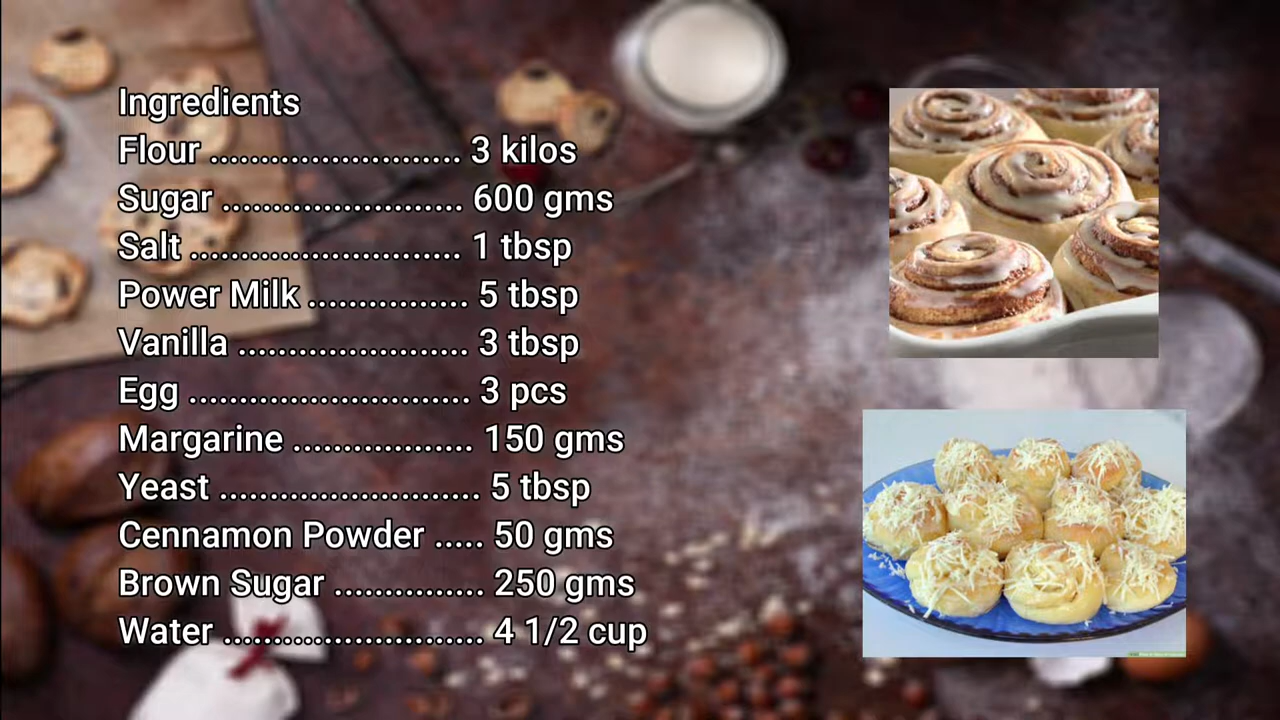 Ingredients
Flour ......................... 3 kilos
Sugar ........................ 600 gms
Salt ........................... 1 tbsp
Power Milk ................ 5 tbsp
Vanilla ....................... 3 tbsp
Egg ............................ 3 pcs
Margarine .................. 150 gms
Yeast .......................... 5 tbsp
Cennamon Powder ..... 50 gms
Brown Sugar ............... 250 gms
Water .......................... 4 1/2 cup